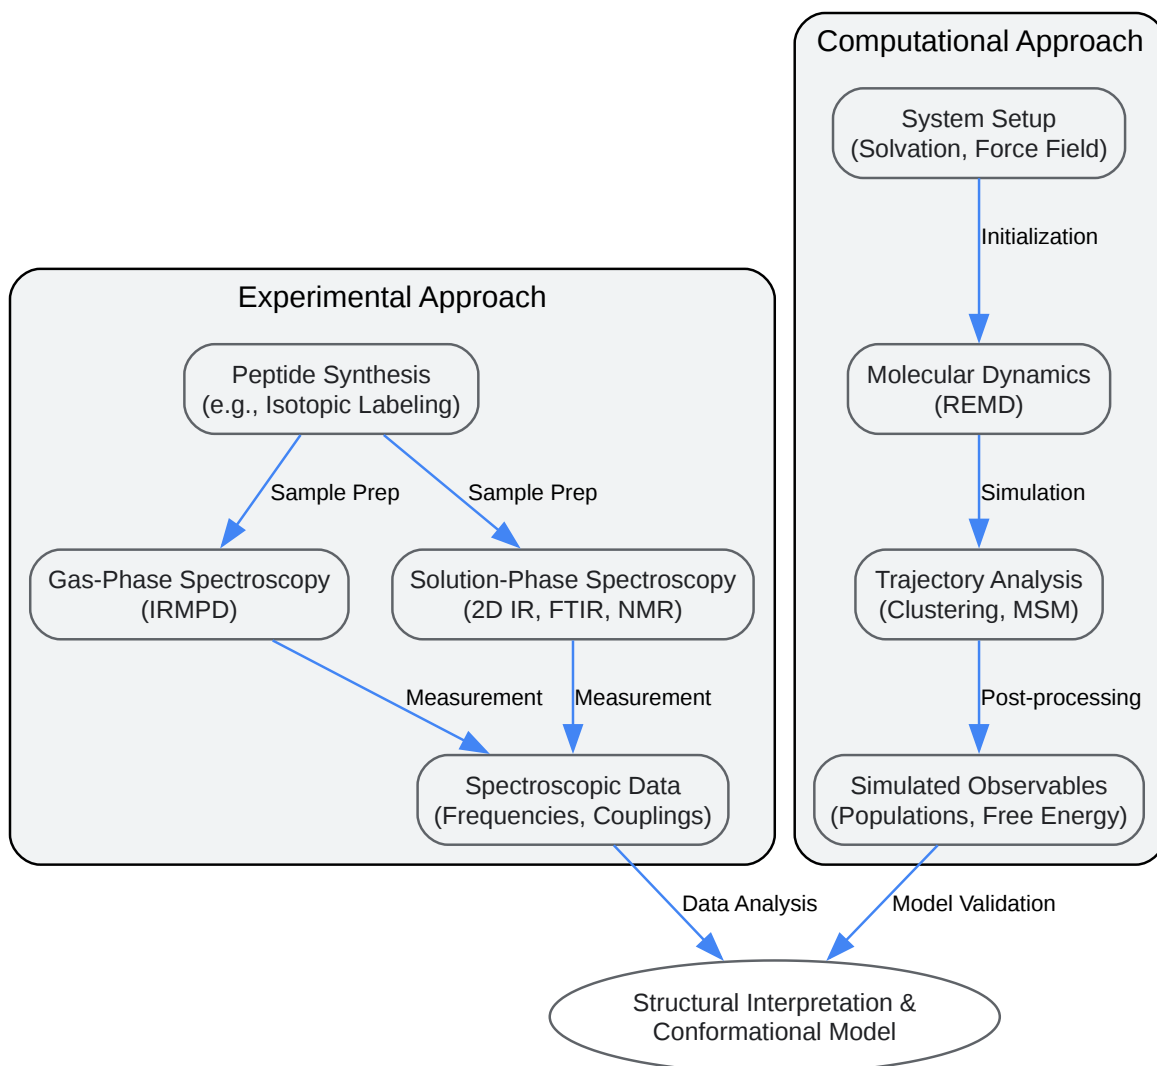 Computational Approach
System Setup
(Solvation, Force Field)
Initialization
Experimental Approach
Peptide Synthesis
(e.g., Isotopic Labeling)
Molecular Dynamics
(REMD)
Sample Prep
Sample Prep
Simulation
Gas-Phase Spectroscopy
(IRMPD)
Solution-Phase Spectroscopy
(2D IR, FTIR, NMR)
Trajectory Analysis
(Clustering, MSM)
Measurement
Measurement
Post-processing
Spectroscopic Data
(Frequencies, Couplings)
Simulated Observables
(Populations, Free Energy)
Data Analysis
Model Validation
Structural Interpretation &
Conformational Model